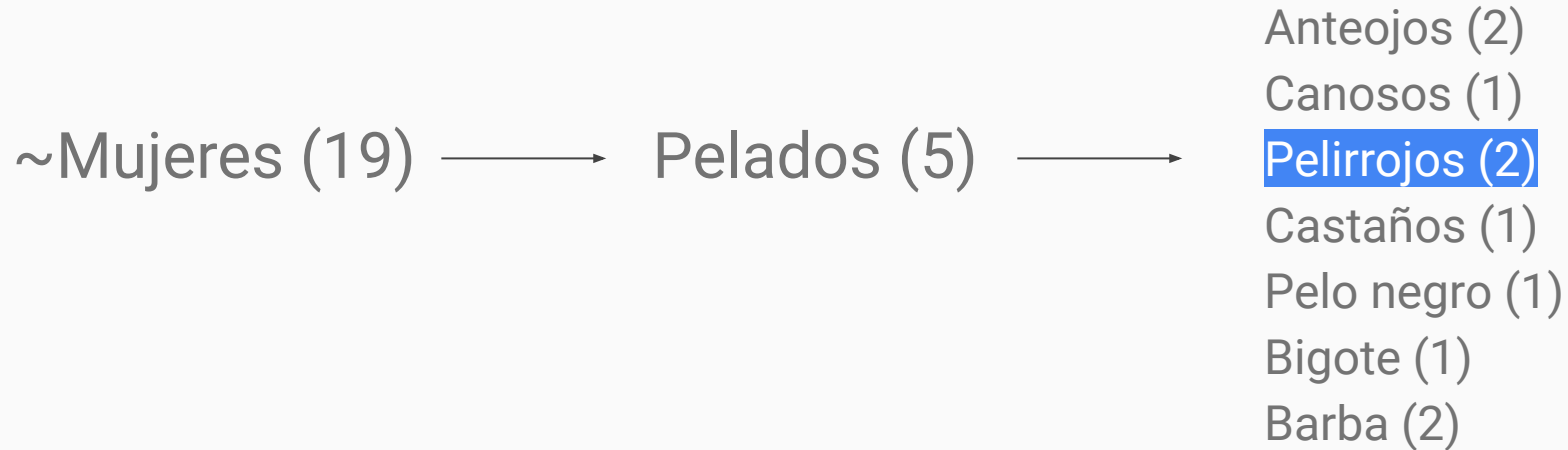 ~Mujeres (19)
Pelados (5)
Anteojos (2)
Canosos (1)
Pelirrojos (2)
Castaños (1)
Pelo negro (1)
Bigote (1)
Barba (2)